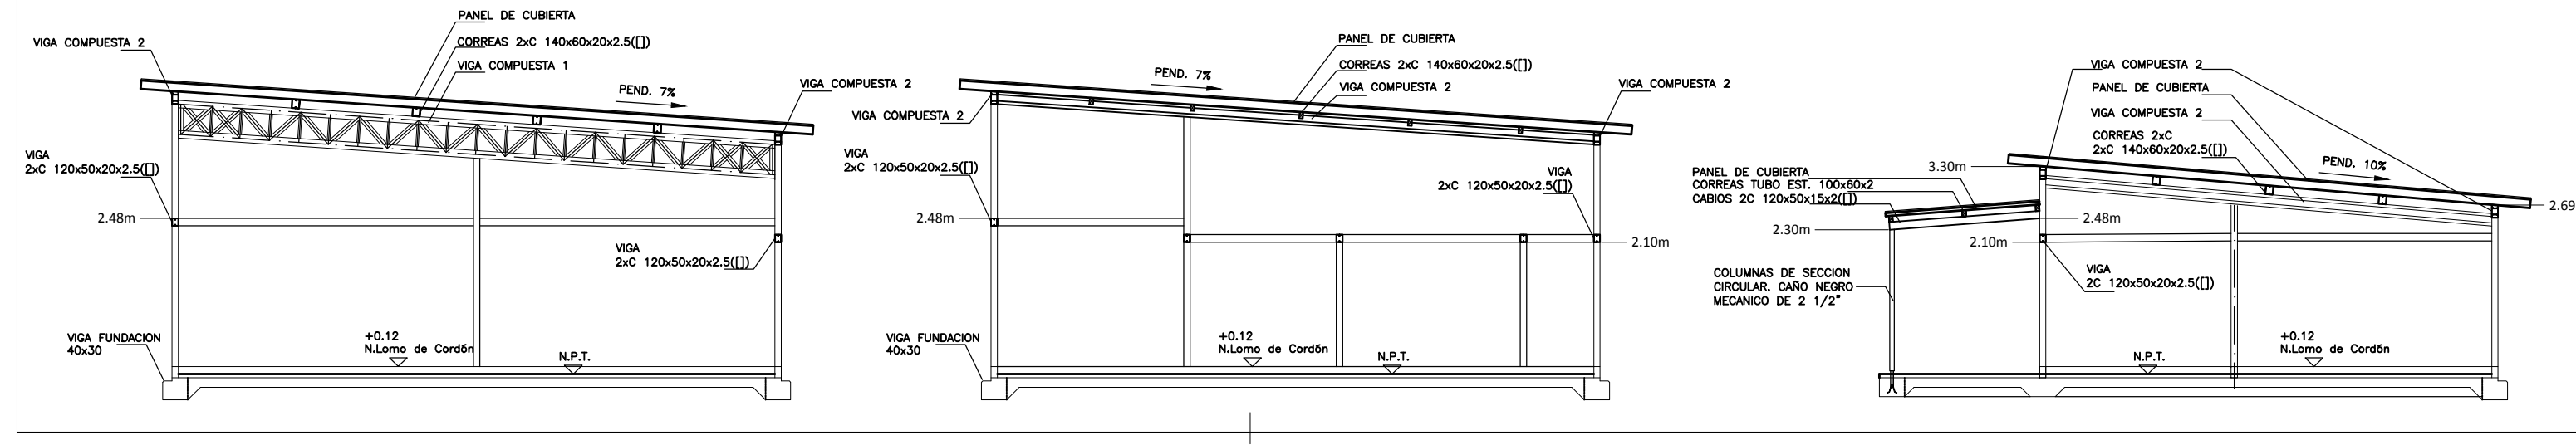 PANEL DE CUBIERTA
VIGA COMPUESTA 2
CORREAS 2xC 140x60x20x2.5([])
VIGA COMPUESTA 1
PEND. 7%
VIGA COMPUESTA 2
VIGA
2xC 120x50x20x2.5([])
2.48m
VIGA
2xC 120x50x20x2.5([])
VIGA FUNDACION
40x30
+0.12
N.Lomo de Cordón
N.P.T.
PANEL DE CUBIERTA
PEND. 7%
CORREAS 2xC 140x60x20x2.5([])
VIGA COMPUESTA 2
VIGA COMPUESTA 2
VIGA COMPUESTA 2
VIGA
2xC 120x50x20x2.5([])
VIGA
2xC 120x50x20x2.5([])
2.48m
2.10m
VIGA FUNDACION
40x30
+0.12
N.Lomo de Cordón
N.P.T.
VIGA COMPUESTA 2
PANEL DE CUBIERTA
VIGA COMPUESTA 2
CORREAS 2xC
2xC 140x60x20x2.5([])
PEND. 10%
3.30m
PANEL DE CUBIERTA
CORREAS TUBO EST. 100x60x2
CABIOS 2C 120x50x15x2([])
2.69
2.48m
2.30m
2.10m
VIGA
2C 120x50x20x2.5([])
COLUMNAS DE SECCION
CIRCULAR. CAÑO NEGRO
MECANICO DE 2 1/2"
+0.12
N.Lomo de Cordón
N.P.T.